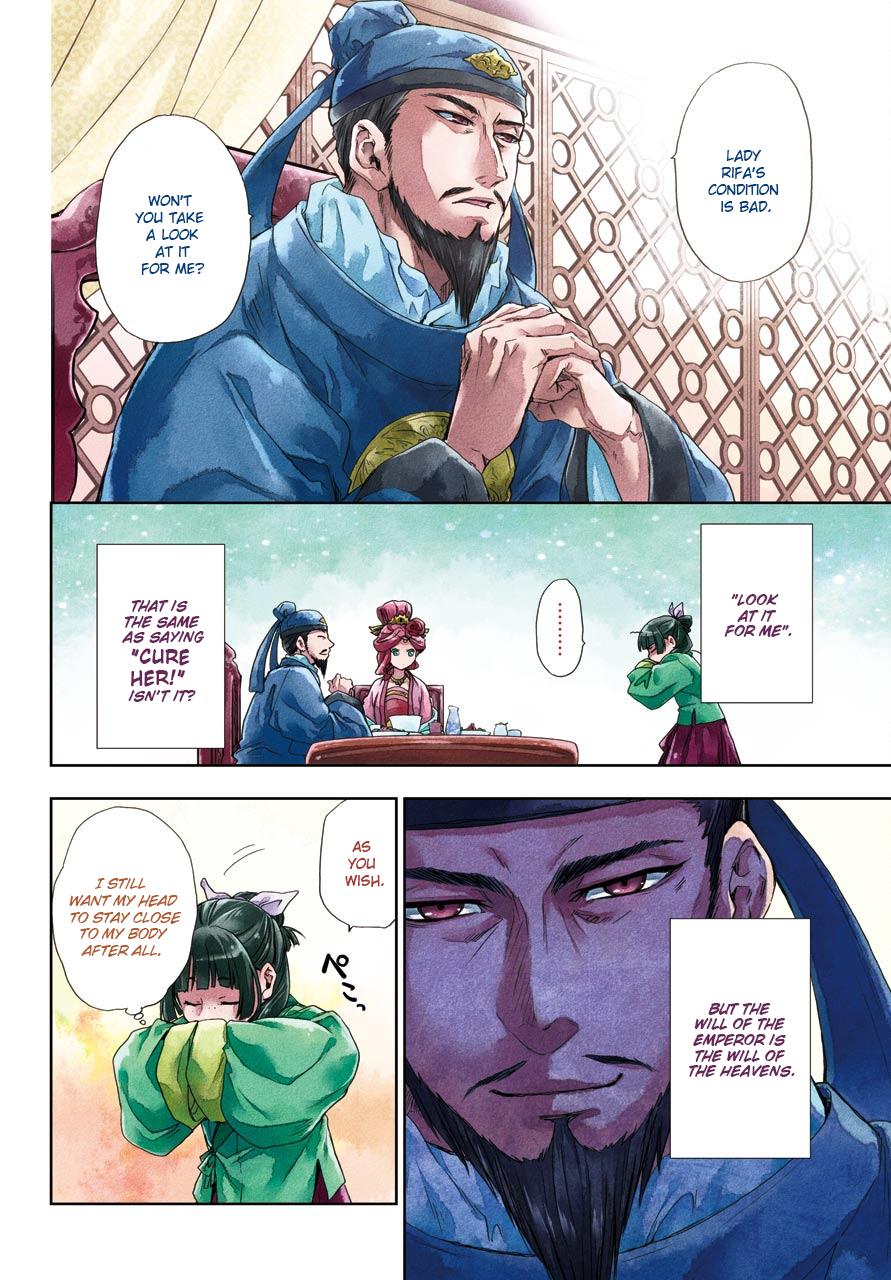 LADY
RIFA'S
CONDITION
IS BAD.
WON'T
YOU TAKE
A LOOK
AT IT
FOR ME?
"LOOK
AT IT
FOR ME".
.......
THAT IS
THE SAME
AS SAYING
"CURE
HER!"
ISN'T IT?
BUT THE
WILL OF THE
EMPEROR IS
THE WILL OF
THE HEAVENS.
AS
YOU
WISH.
I STILL
WANT MY HEAD
TO STAY CLOSE
TO MY BODY
AFTER ALL.
ぺこっ